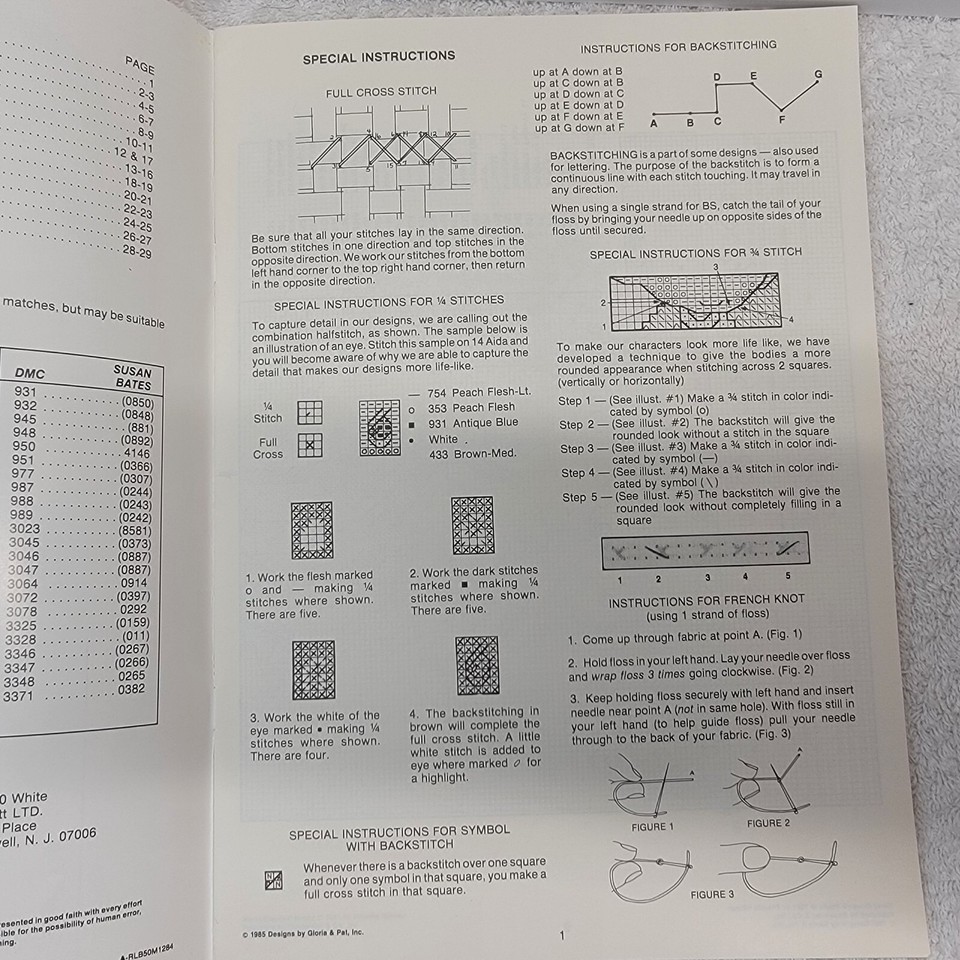 PAGE
1
2-3
4-5
6-7
8-9
10-11
12 & 17
13-16
18-19
20-21
22-23
24-25
26-27
28-29
matches, but may be suitable
DMC SUSAN BATES
931 (0850)
932 (0848)
945 (881)
948 (0892)
950 4146
951 (0366)
977 (0307)
987 (0244)
988 (0243)
989 (0242)
3023 (8581)
3045 (0373)
3046 (0887)
3047 (0887)
3064 0914
3072 (0397)
3078 0292
3325 (0159)
3328 (011)
3346 (0267)
3347 (0266)
3348 0265
3371 0382
0 White
tt LTD.
Place
ell, N. J. 07006
esented in good faith with every effort
ible for the possibility of human error,
ing.
A-RLB50M1284
SPECIAL INSTRUCTIONS
FULL CROSS STITCH
Be sure that all your stitches lay in the same direction.
Bottom stitches in one direction and top stitches in the
opposite direction. We work our stitches from the bottom
left hand corner to the top right hand corner, then return
in the opposite direction.
SPECIAL INSTRUCTIONS FOR ¼ STITCHES
To capture detail in our designs, we are calling out the
combination halfstitch, as shown. The sample below is
an illustration of an eye. Stitch this sample on 14 Aida and
you will become aware of why we are able to capture the
detail that makes our designs more life-like.
¼
Stitch
Full
Cross
— 754 Peach Flesh-Lt.
o 353 Peach Flesh
■ 931 Antique Blue
• White
433 Brown-Med.
1. Work the flesh marked
o and — making ¼
stitches where shown.
There are five.
2. Work the dark stitches
marked ■ making ¼
stitches where shown.
There are five.
3. Work the white of the
eye marked • making ¼
stitches where shown.
There are four.
4. The backstitching in
brown will complete the
full cross stitch. A little
white stitch is added to
eye where marked 0 for
a highlight.
SPECIAL INSTRUCTIONS FOR SYMBOL
WITH BACKSTITCH
Whenever there is a backstitch over one square
and only one symbol in that square, you make a
full cross stitch in that square.
© 1985 Designs by Gloria & Pat, Inc.
1
INSTRUCTIONS FOR BACKSTITCHING
up at A down at B
up at C down at B
up at D down at C
up at E down at D
up at F down at E
up at G down at F
A B C D E F G
BACKSTITCHING is a part of some designs — also used
for lettering. The purpose of the backstitch is to form a
continuous line with each stitch touching. It may travel in
any direction.
When using a single strand for BS, catch the tail of your
floss by bringing your needle up on opposite sides of the
floss until secured.
SPECIAL INSTRUCTIONS FOR ¾ STITCH
3
2
1
4
To make our characters look more life like, we have
developed a technique to give the bodies a more
rounded appearance when stitching across 2 squares.
(vertically or horizontally)
Step 1 — (See illust. #1) Make a ¾ stitch in color indi-
cated by symbol (o)
Step 2 — (See illust. #2) The backstitch will give the
rounded look without a stitch in the square
Step 3 — (See illust. #3) Make a ¾ stitch in color indi-
cated by symbol (—)
Step 4 — (See illust. #4) Make a ¾ stitch in color indi-
cated by symbol (\)
Step 5 — (See illust. #5) The backstitch will give the
rounded look without completely filling in a
square
1 2 3 4 5
INSTRUCTIONS FOR FRENCH KNOT
(using 1 strand of floss)
1. Come up through fabric at point A. (Fig. 1)
2. Hold floss in your left hand. Lay your needle over floss
and wrap floss 3 times going clockwise. (Fig. 2)
3. Keep holding floss securely with left hand and insert
needle near point A (not in same hole). With floss still in
your left hand (to help guide floss) pull your needle
through to the back of your fabric. (Fig. 3)
FIGURE 1
FIGURE 2
FIGURE 3